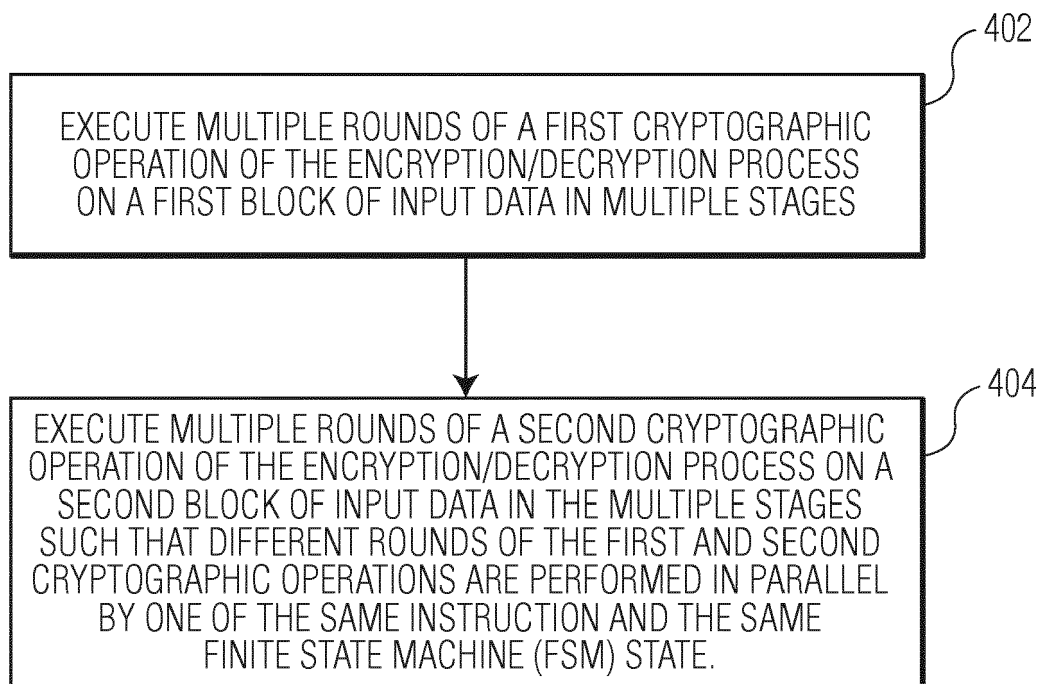 402
EXECUTE MULTIPLE ROUNDS OF A FIRST CRYPTOGRAPHIC
OPERATION OF THE ENCRYPTION/DECRYPTION PROCESS
ON A FIRST BLOCK OF INPUT DATA IN MULTIPLE STAGES
404
EXECUTE MULTIPLE ROUNDS OF A SECOND CRYPTOGRAPHIC
OPERATION OF THE ENCRYPTION/DECRYPTION PROCESS ON A
SECOND BLOCK OF INPUT DATA IN THE MULTIPLE STAGES
SUCH THAT DIFFERENT ROUNDS OF THE FIRST AND SECOND
CRYPTOGRAPHIC OPERATIONS ARE PERFORMED IN PARALLEL
BY ONE OF THE SAME INSTRUCTION AND THE SAME
FINITE STATE MACHINE (FSM) STATE.